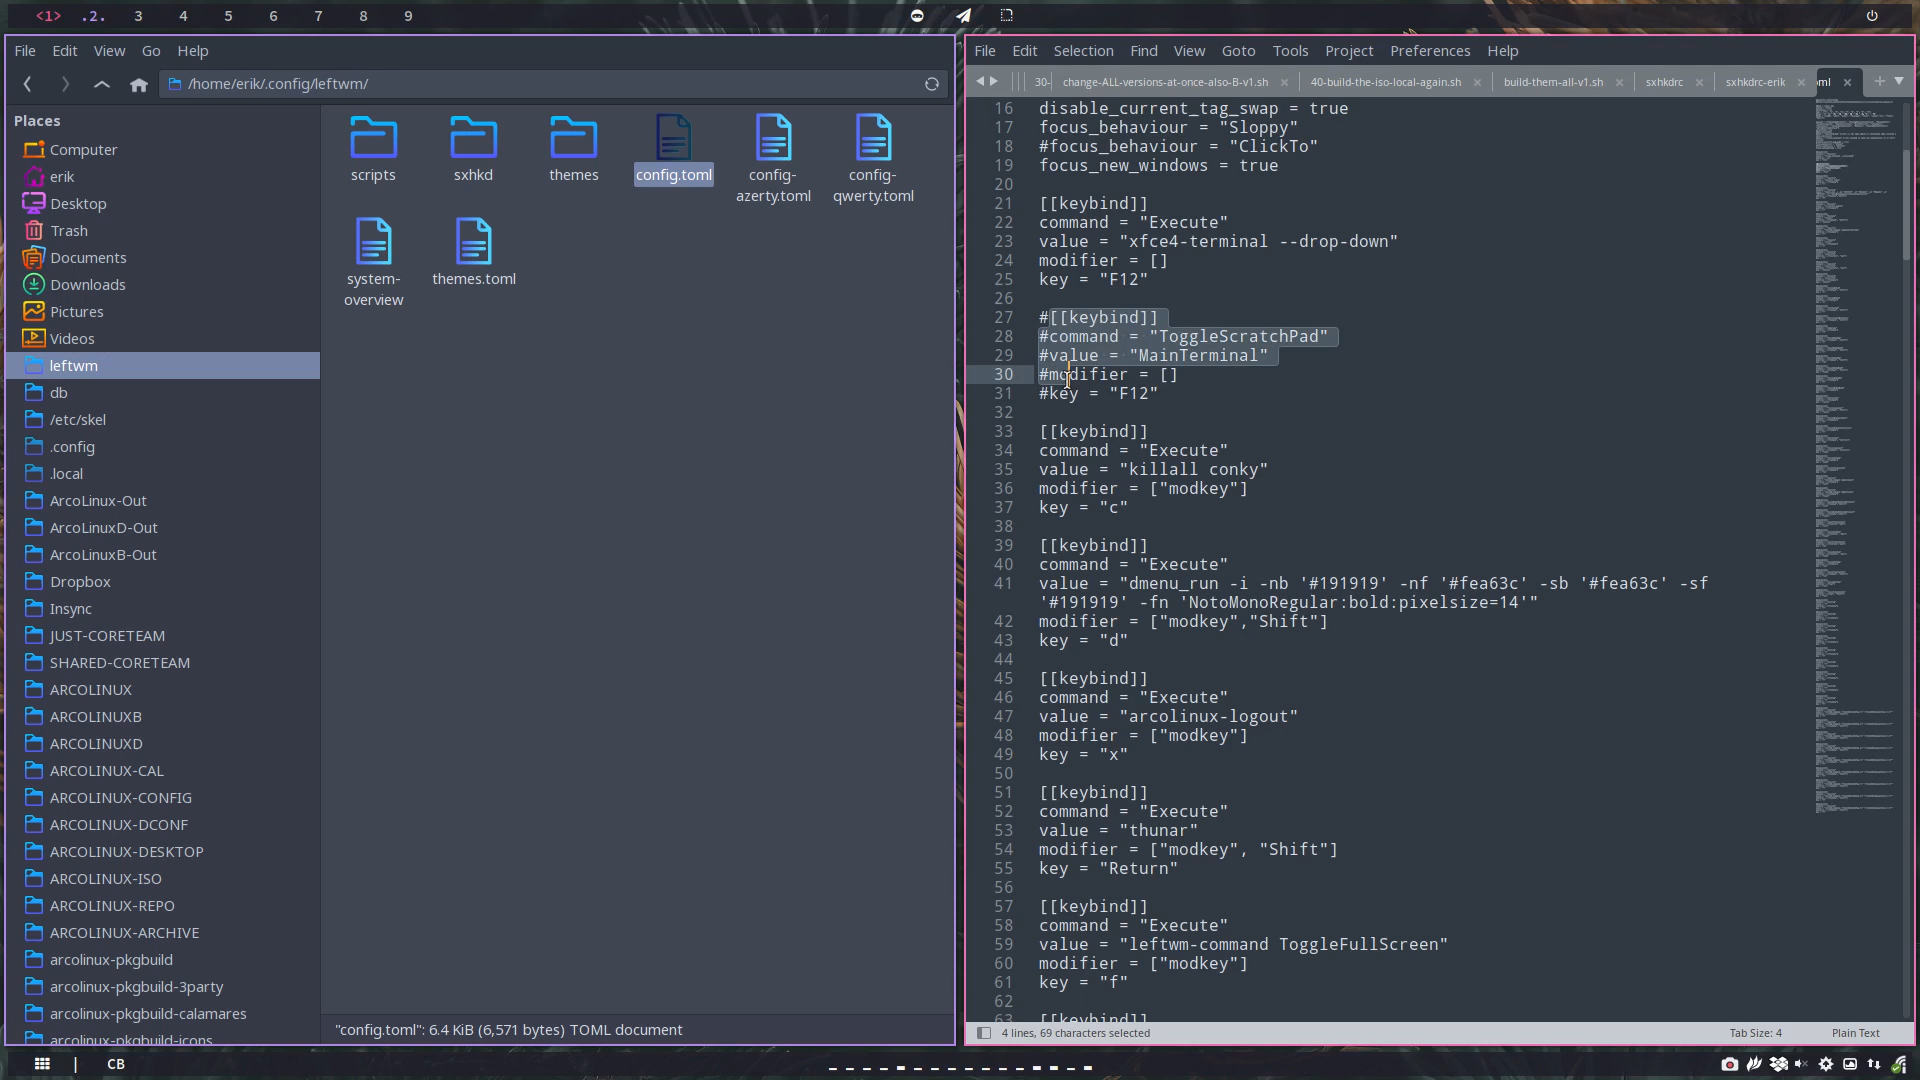 <1> .2. 3 4 5 6 7 8 9
File Edit View Go Help
/home/erik/.config/leftwm/
Places
Computer
erik
Desktop
Trash
Documents
Downloads
Pictures
Videos
leftwm
db
/etc/skel
.config
.local
ArcoLinux-Out
ArcoLinuxD-Out
ArcoLinuxB-Out
Dropbox
Insync
JUST-CORETEAM
SHARED-CORETEAM
ARCOLINUX
ARCOLINUXB
ARCOLINUXD
ARCOLINUX-CAL
ARCOLINUX-CONFIG
ARCOLINUX-DCONF
ARCOLINUX-DESKTOP
ARCOLINUX-ISO
ARCOLINUX-REPO
ARCOLINUX-ARCHIVE
arcolinux-pkgbuild
arcolinux-pkgbuild-3party
arcolinux-pkgbuild-calamares
arcolinux-pkgbuild-icons
scripts
sxhkd
themes
config.toml
config-
azerty.toml
config-
qwerty.toml
system-
overview
themes.toml
"config.toml": 6.4 KiB (6,571 bytes) TOML document
File Edit Selection Find View Goto Tools Project Preferences Help
30- change-ALL-versions-at-once-also-B-v1.sh 40-build-the-iso-local-again.sh build-them-all-v1.sh sxhkdrc sxhkdrc-erik oml
16 disable_current_tag_swap = true
17 focus_behaviour = "Sloppy"
18 #focus_behaviour = "ClickTo"
19 focus_new_windows = true
20
21 [[keybind]]
22 command = "Execute"
23 value = "xfce4-terminal --drop-down"
24 modifier = []
25 key = "F12"
26
27 #[[keybind]]
28 #command = "ToggleScratchPad"
29 #value = "MainTerminal"
30 #modifier = []
31 #key = "F12"
32
33 [[keybind]]
34 command = "Execute"
35 value = "killall conky"
36 modifier = ["modkey"]
37 key = "c"
38
39 [[keybind]]
40 command = "Execute"
41 value = "dmenu_run -i -nb '#191919' -nf '#fea63c' -sb '#fea63c' -sf
'#191919' -fn 'NotoMonoRegular:bold:pixelsize=14'"
42 modifier = ["modkey","Shift"]
43 key = "d"
44
45 [[keybind]]
46 command = "Execute"
47 value = "arcolinux-logout"
48 modifier = ["modkey"]
49 key = "x"
50
51 [[keybind]]
52 command = "Execute"
53 value = "thunar"
54 modifier = ["modkey", "Shift"]
55 key = "Return"
56
57 [[keybind]]
58 command = "Execute"
59 value = "leftwm-command ToggleFullScreen"
60 modifier = ["modkey"]
61 key = "f"
62
63 [[keybind]]
4 lines, 69 characters selected
Tab Size: 4 Plain Text
CB